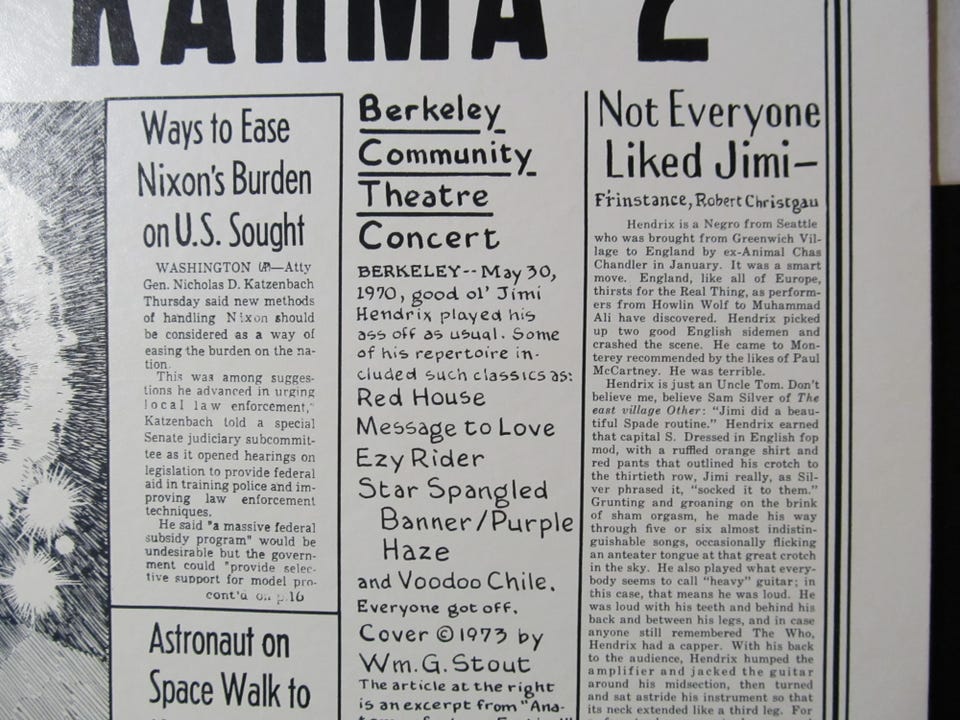 KARMA 2
Ways to Ease
Nixon's Burden
on U.S. Sought
WASHINGTON (AP)—Atty
Gen. Nicholas D. Katzenbach
Thursday said new methods
of handling Nixon should
be considered as a way of
easing the burden on the na-
tion.
This was among sugges-
tions he advanced in urging
local law enforcement,"
Katzenbach told a special
Senate judiciary subcommit-
tee as it opened hearings on
legislation to provide federal
aid in training police and im-
proving law enforcement
techniques.
He said "a massive federal
subsidy program" would be
undesirable but the govern-
ment could "provide selec-
tive support for model pro-
cont'd on p.16
Astronaut on
Space Walk to
Berkeley
Community
Theatre
Concert
BERKELEY-- May 30,
1970, good ol' Jimi
Hendrix played his
ass off as usual. Some
of his repertoire in-
cluded such classics as:
Red House
Message to Love
Ezy Rider
Star Spangled
Banner/Purple
Haze
and Voodoo Chile.
Everyone got off.
Cover ©1973 by
Wm. G. Stout
The article at the right
is an excerpt from "Ana-
Not Everyone
Liked Jimi—
F'rinstance, Robert Christgau
Hendrix is a Negro from Seattle
who was brought from Greenwich Vil-
lage to England by ex-Animal Chas
Chandler in January. It was a smart
move. England, like all of Europe,
thirsts for the Real Thing, as perform-
ers from Howlin Wolf to Muhammad
Ali have discovered. Hendrix picked
up two good English sidemen and
crashed the scene. He came to Mon-
terey recommended by the likes of Paul
McCartney. He was terrible.
Hendrix is just an Uncle Tom. Don't
believe me, believe Sam Silver of The
east village Other: "Jimi did a beau-
tiful Spade routine." Hendrix earned
that capital S. Dressed in English fop
mod, with a ruffled orange shirt and
red pants that outlined his crotch to
the thirtieth row, Jimi really, as Sil-
ver phrased it, "socked it to them."
Grunting and groaning on the brink
of sham orgasm, he made his way
through five or six almost indistin-
guishable songs, occasionally flicking
an anteater tongue at that great crotch
in the sky. He also played what every-
body seems to call "heavy" guitar; in
this case, that means he was loud. He
was loud with his teeth and behind his
back and between his legs, and in case
anyone still remembered The Who,
Hendrix had a capper. With his back
to the audience, Hendrix humped the
amplifier and jacked the guitar
around his midsection, then turned
and sat astride his instrument so that
its neck extended like a third leg. For